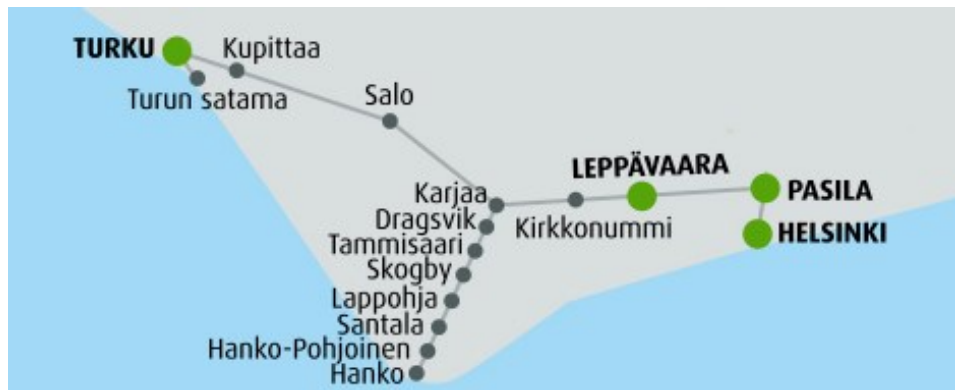 TURKU
Kupittaa
Turun satama
Salo
LEPPÄVAARA
Karjaa
PASILA
Dragsvik
Kirkkonummi
HELSINKI
Tammisaari
Skogby
Lappohja
Santala
Hanko-Pohjoinen
Hanko